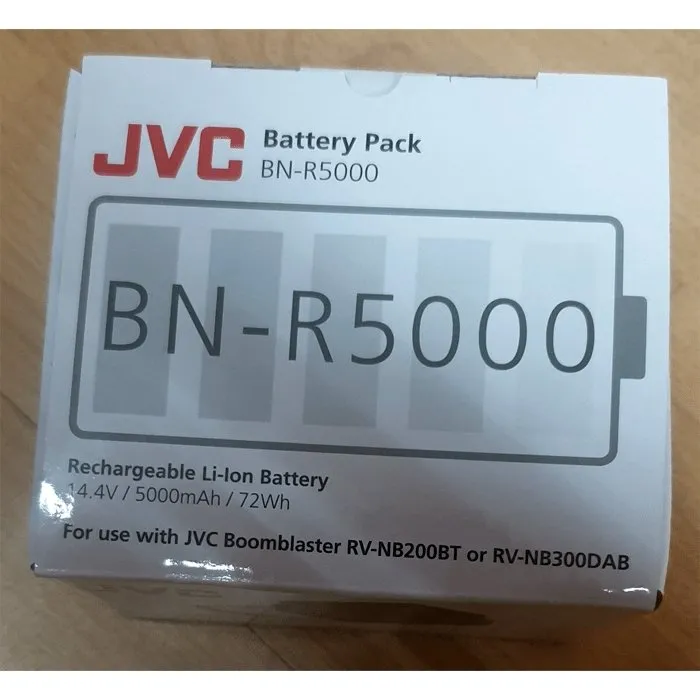 JVC Battery Pack
BN-R5000
BN-R5000
Rechargeable Li-Ion Battery
14.4V / 5000mAh / 72Wh
For use with JVC Boomblaster RV-NB200BT or RV-NB300DAB
JVC